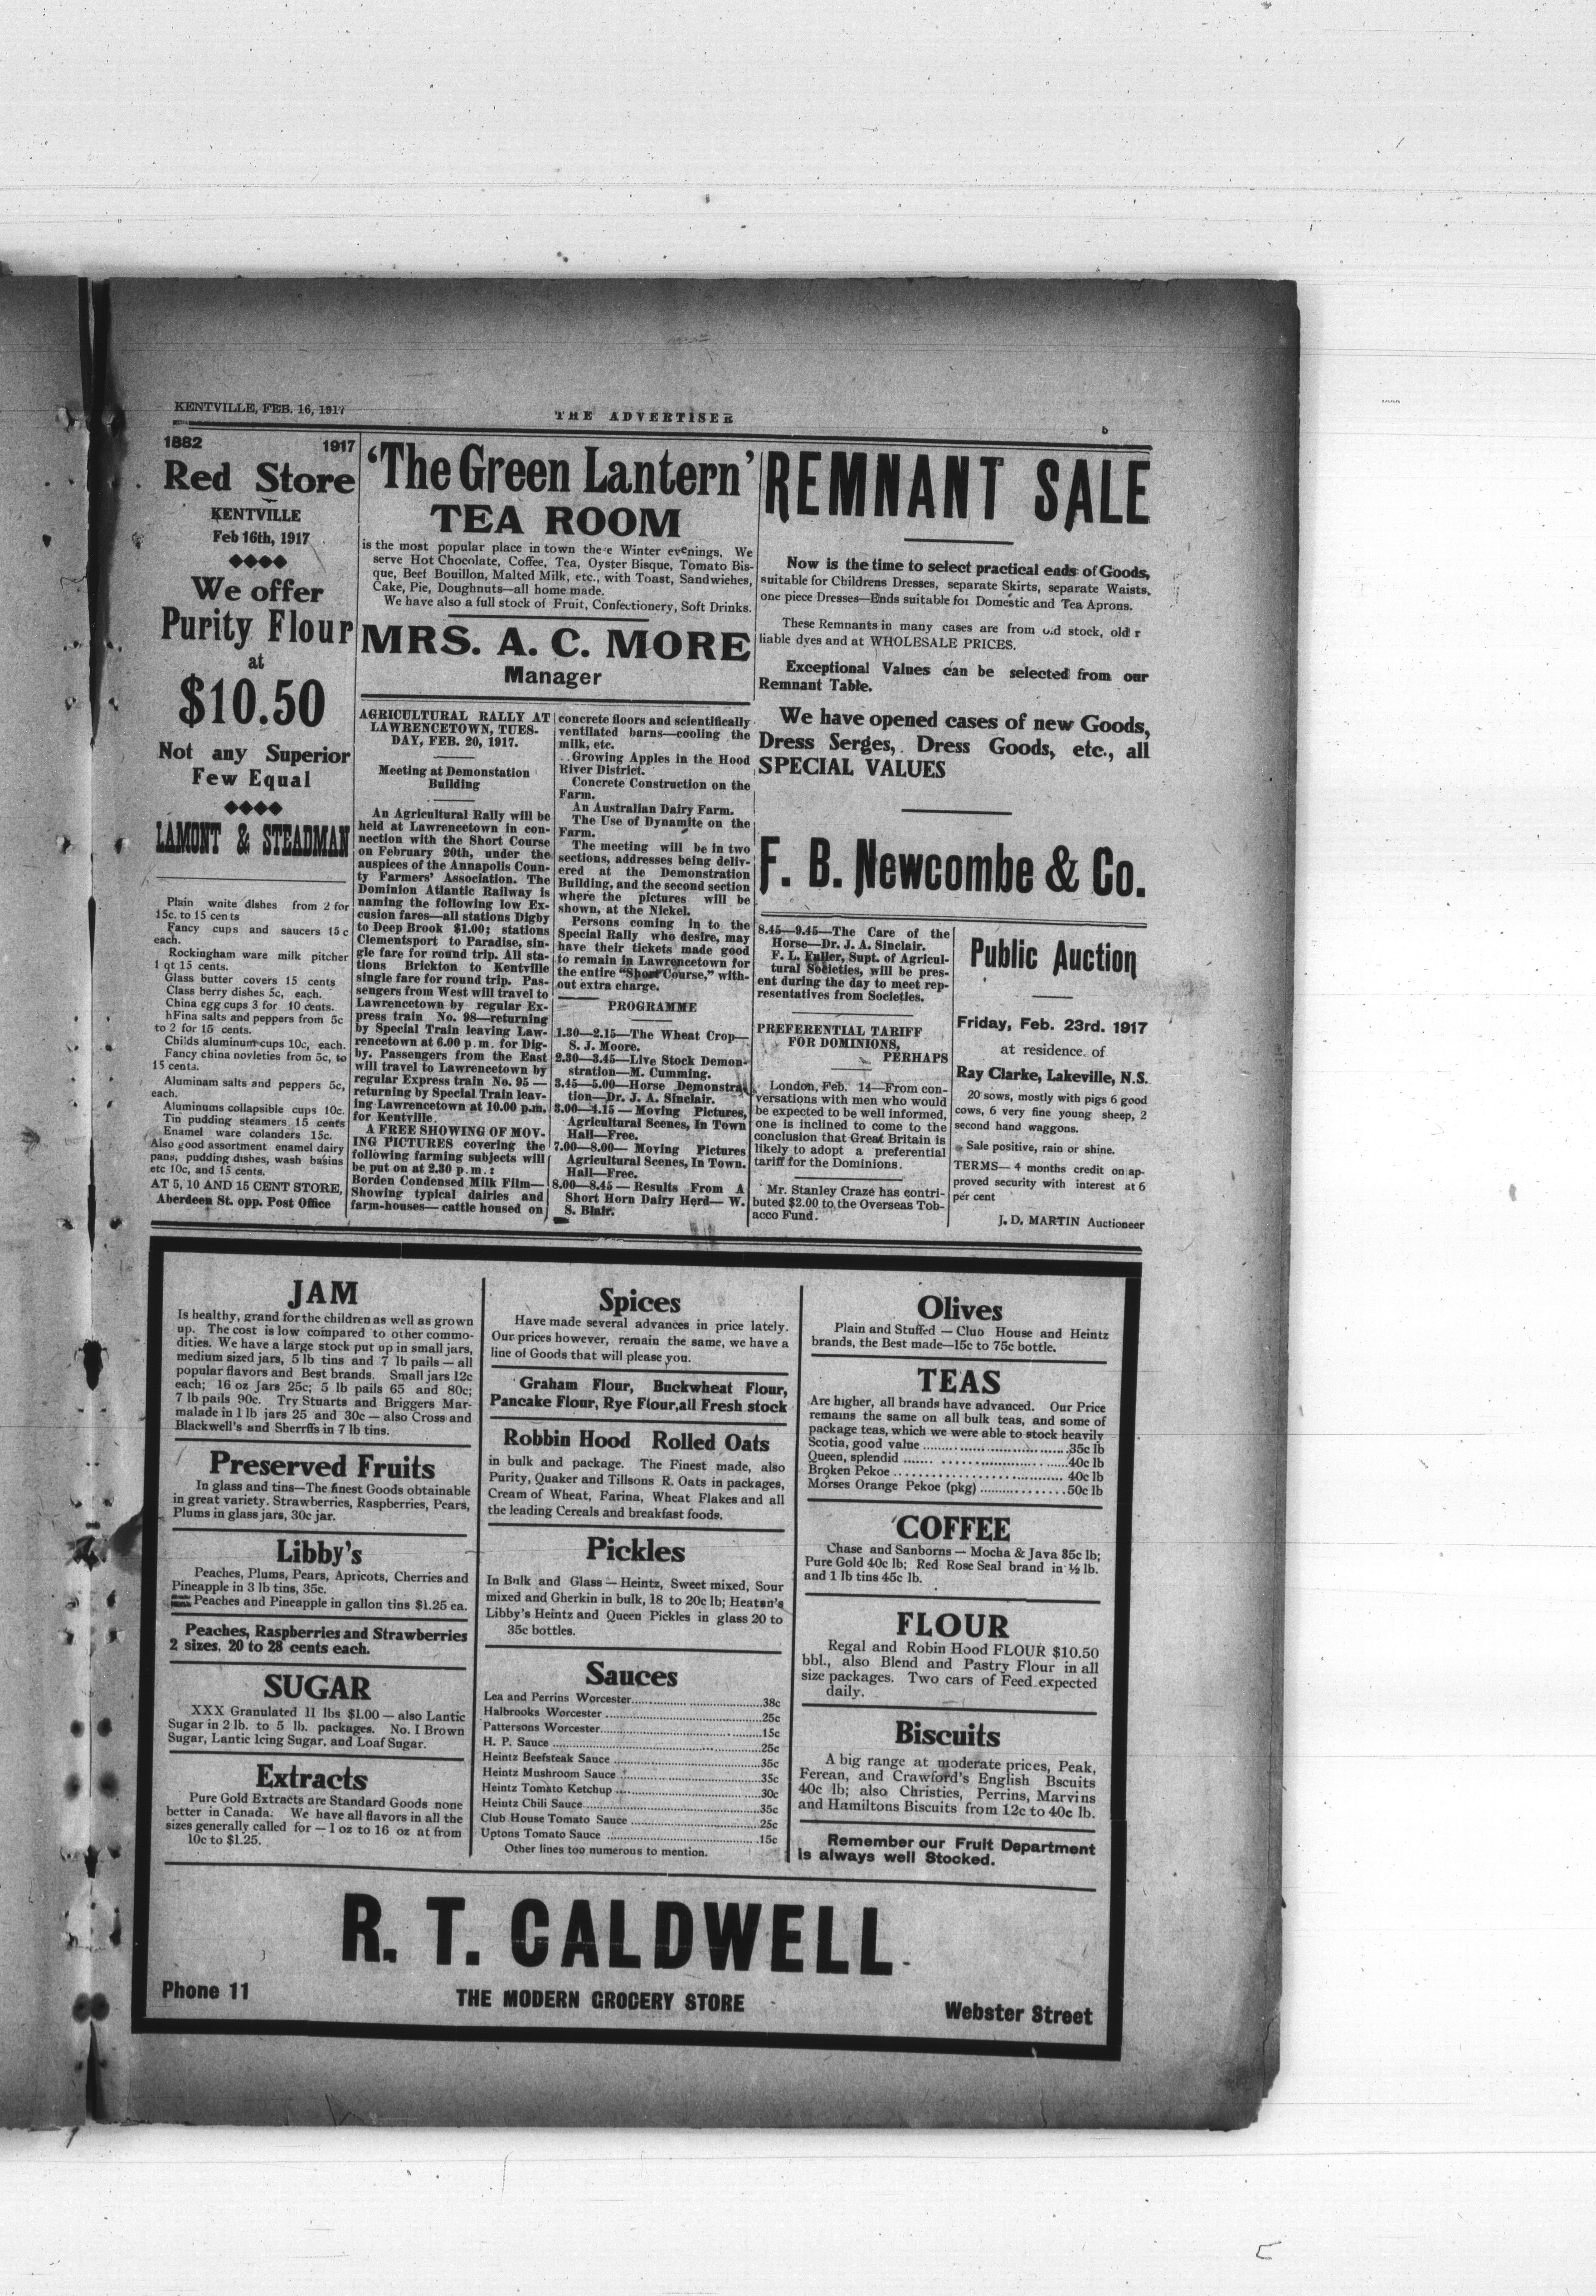 KENTVILLE, FEB. 16, 1917
THE ADVERTISER
1882 1917
Red Store
KENTVILLE
Feb 16th, 1917
We offer
Purity Flour
at
$10.50
Not any Superior
Few Equal
LAMONT & STEADMAN
Plain wnite dishes from 2 for
15c. to 15 cents
Fancy cups and saucers 15c
each.
Rockingham ware milk pitcher
1 qt 15 cents.
Glass butter covers 15 cents
Class berry dishes 5c, each.
China egg cups 3 for 10 cents.
hFina salts and peppers from 5c
to 2 for 15 cents.
Childs aluminum cups 10c, each.
Fancy china novleties from 5c, to
15 cents.
Aluminam salts and peppers 5c,
each.
Aluminums collapsible cups 10c.
Tin pudding steamers 15 cents
Enamel ware colanders 15c.
Also good assortment enamel dairy
pans, pudding dishes, wash basins
etc 10c, and 15 cents.
AT 5, 10 AND 15 CENT STORE,
Aberdeen St. opp. Post Office
'The Green Lantern'
TEA ROOM
is the most popular place in town these Winter evenings. We
serve Hot Chocolate, Coffee, Tea, Oyster Bisque, Tomato Bis-
que, Beef Bouillon, Malted Milk, etc., with Toast, Sandwiches,
Cake, Pie, Doughnuts—all home made.
We have also a full stock of Fruit, Confectionery, Soft Drinks.
MRS. A. C. MORE
Manager
AGRICULTURAL RALLY AT
LAWRENCETOWN, TUES-
DAY, FEB. 20, 1917.
Meeting at Demonstation
Building
An Agricultural Rally will be
held at Lawrencetown in con-
nection with the Short Course
on February 20th, under the
auspices of the Annapolis Coun-
ty Farmers' Association. The
Dominion Atlantic Railway is
naming the following low Ex-
cusion fares—all stations Digby
to Deep Brook $1.00; stations
Clementsport to Paradise, sin-
gle fare for round trip. All sta-
tions Brickton to Kentville
single fare for round trip. Pas-
sengers from West will travel to
Lawrencetown by regular Ex-
press train No. 98—returning
by Special Train leaving Law-
rencetown at 6.00 p.m. for Dig-
by. Passengers from the East
will travel to Lawrencetown by
regular Express train No. 95 —
returning by Special Train leav-
ing Lawrencetown at 10.00 p.m.
for Kentville.
A FREE SHOWING OF MOV-
ING PICTURES covering the
following farming subjects will
be put on at 2.30 p.m.:
Borden Condensed Milk Film—
Showing typical dairies and
farm-houses— cattle housed on
concrete floors and scientifically
ventilated barns—cooling the
milk, etc.
..Growing Apples in the Hood
River District.
Concrete Construction on the
Farm.
An Australian Dairy Farm.
The Use of Dynamite on the
Farm.
The meeting will be in two
sections, addresses being deliv-
ered at the Demonstration
Building, and the second section
where the pictures will be
shown, at the Nickel.
Persons coming in to the
Special Rally who desire, may
have their tickets made good
to remain in Lawrencetown for
the entire "Short Course," with-
out extra charge.
PROGRAMME
1.30—2.15—The Wheat Crop—
S. J. Moore.
2.30—3.45—Live Stock Demon-
stration—M. Cumming.
3.45—5.00—Horse Demonstra-
tion—Dr. J. A. Sinclair.
3.00—4.15 — Moving Pictures,
Agricultural Scenes, In Town
Hall—Free.
7.00—8.00— Moving Pictures
Agricultural Scenes, In Town.
Hall—Free.
8.00—8.45 — Results From A
Short Horn Dairy Herd— W.
S. Blair.
REMNANT SALE
Now is the time to select practical ends of Goods,
suitable for Childrens Dresses, separate Skirts, separate Waists,
one piece Dresses—Ends suitable for Domestic and Tea Aprons.
These Remnants in many cases are from old stock, old r
liable dyes and at WHOLESALE PRICES.
Exceptional Values can be selected from our
Remnant Table.
We have opened cases of new Goods,
Dress Serges, Dress Goods, etc., all
SPECIAL VALUES
F. B. Newcombe & Co.
8.45—9.45—The Care of the
Horse—Dr. J. A. Sinclair.
F. L. Fuller, Supt. of Agricul-
tural Societies, will be pres-
ent during the day to meet rep-
resentatives from Societies.
PREFERENTIAL TARIFF
FOR DOMINIONS,
PERHAPS
London, Feb. 14—From con-
versations with men who would
be expected to be well informed,
one is inclined to come to the
conclusion that Great Britain is
likely to adopt a preferential
tariff for the Dominions.
Mr. Stanley Craze has contri-
buted $2.00 to the Overseas Tob-
acco Fund.
Public Auction
Friday, Feb. 23rd. 1917
at residence of
Ray Clarke, Lakeville, N.S.
20 sows, mostly with pigs 6 good
cows, 6 very fine young sheep, 2
second hand waggons.
Sale positive, rain or shine.
TERMS— 4 months credit on ap-
proved security with interest at 6
per cent
J. D. MARTIN Auctioneer
JAM
Is healthy, grand for the children as well as grown
up. The cost is low compared to other commo-
dities. We have a large stock put up in small jars,
medium sized jars, 5 lb tins and 7 lb pails — all
popular flavors and Best brands. Small jars 12c
each; 16 oz Jars 25c; 5 lb pails 65 and 80c;
7 lb pails 90c. Try Stuarts and Briggers Mar-
malade in 1 lb jars 25 and 30c — also Cross and
Blackwell's and Sherrffs in 7 lb tins.
Preserved Fruits
In glass and tins—The finest Goods obtainable
in great variety. Strawberries, Raspberries, Pears,
Plums in glass jars, 30c jar.
Libby's
Peaches, Plums, Pears, Apricots, Cherries and
Pineapple in 3 lb tins, 35c.
Peaches and Pineapple in gallon tins $1.25 ea.
Peaches, Raspberries and Strawberries
2 sizes, 20 to 28 cents each.
SUGAR
XXX Granulated 11 lbs $1.00 — also Lantic
Sugar in 2 lb. to 5 lb. packages. No. 1 Brown
Sugar, Lantic Icing Sugar, and Loaf Sugar.
Extracts
Pure Gold Extracts are Standard Goods none
better in Canada. We have all flavors in all the
sizes generally called for — 1 oz to 16 oz at from
10c to $1.25.
Spices
Have made several advances in price lately.
Our prices however, remain the same, we have a
line of Goods that will please you.
Graham Flour, Buckwheat Flour,
Pancake Flour, Rye Flour, all Fresh stock
Robbin Hood Rolled Oats
in bulk and package. The Finest made, also
Purity, Quaker and Tillsons R. Oats in packages,
Cream of Wheat, Farina, Wheat Flakes and all
the leading Cereals and breakfast foods.
Pickles
In Bulk and Glass — Heintz, Sweet mixed, Sour
mixed and Gherkin in bulk, 18 to 20c lb; Heaton's
Libby's Heintz and Queen Pickles in glass 20 to
35c bottles.
Sauces
Lea and Perrins Worcester 38c
Halbrooks Worcester 25c
Pattersons Worcester 15c
H. P. Sauce 25c
Heintz Beefsteak Sauce 35c
Heintz Mushroom Sauce 35c
Heintz Tomato Ketchup 30c
Heintz Chili Sauce 35c
Club House Tomato Sauce 25c
Uptons Tomato Sauce 15c
Other lines too numerous to mention.
Olives
Plain and Stuffed — Cluo House and Heintz
brands, the Best made—15c to 75c bottle.
TEAS
Are higher, all brands have advanced. Our Price
remains the same on all bulk teas, and some of
package teas, which we were able to stock heavily
Scotia, good value 35c lb
Queen, splendid 40c lb
Broken Pekoe 40c lb
Morses Orange Pekoe (pkg) 50c lb
COFFEE
Chase and Sanborns — Mocha & Java 35c lb;
Pure Gold 40c lb; Red Rose Seal brand in ½ lb.
and 1 lb tins 45c lb.
FLOUR
Regal and Robin Hood FLOUR $10.50
bbl., also Blend and Pastry Flour in all
size packages. Two cars of Feed expected
daily.
Biscuits
A big range at moderate prices, Peak,
Ferean, and Crawford's English Bscuits
40c lb; also Christies, Perrins, Marvins
and Hamiltons Biscuits from 12c to 40c lb.
Remember our Fruit Department
is always well Stocked.
R. T. CALDWELL
Phone 11
THE MODERN GROCERY STORE
Webster Street